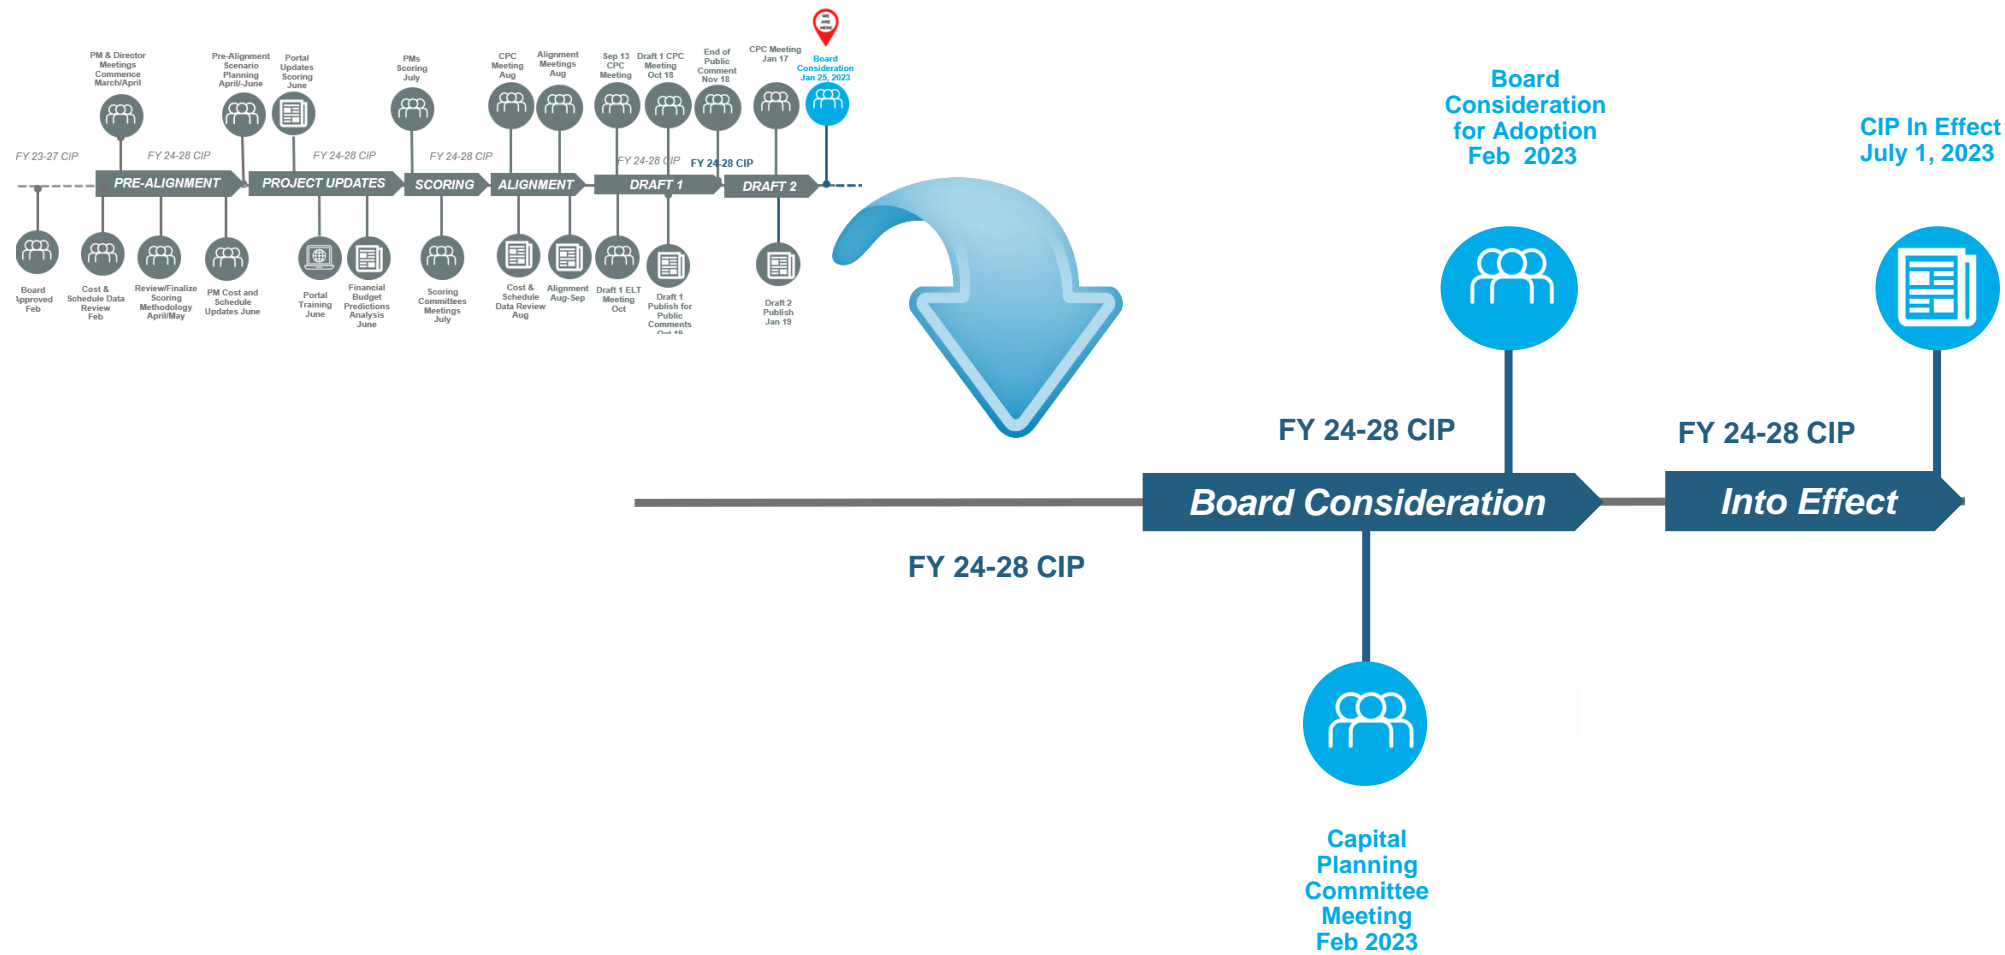 WE
ARE
HERE
PM & Director
Meetings
Commence
March/April
Pre-Alignment
Scenario
Planning
April/-June
Portal
Updates
Scoring
June
PMs
Scoring
July
CPC
Meeting
Aug
Alignment
Meetings
Aug
Sep 13
CPC
Meeting
Draft 1 CPC
Meeting
Oct 18
End of
Public
Comment
Nov 18
CPC Meeting
Jan 17
Board
Consideration
Jan 25, 2023
FY 23-27 CIP
FY 24-28 CIP
FY 24-28 CIP
FY 24-28 CIP
FY 24-28 CIP
FY 24-28 CIP
PRE-ALIGNMENT
PROJECT UPDATES
SCORING
ALIGNMENT
DRAFT 1
DRAFT 2
Board
Approved
Feb
Cost &
Schedule Data
Review
Feb
Review/Finalize
Scoring
Methodology
April/May
PM Cost and
Schedule
Updates June
Portal
Training
June
Financial
Budget
Predictions
Analysis
June
Scoring
Committees
Meetings
July
Cost &
Schedule
Data Review
Aug
Alignment
Aug-Sep
Draft 1 ELT
Meeting
Oct
Draft 1
Publish for
Public
Comments
Oct 19
Draft 2
Publish
Jan 19
Board
Consideration
for Adoption
Feb 2023
CIP In Effect
July 1, 2023
FY 24-28 CIP
FY 24-28 CIP
Board Consideration
Into Effect
FY 24-28 CIP
Capital
Planning
Committee
Meeting
Feb 2023